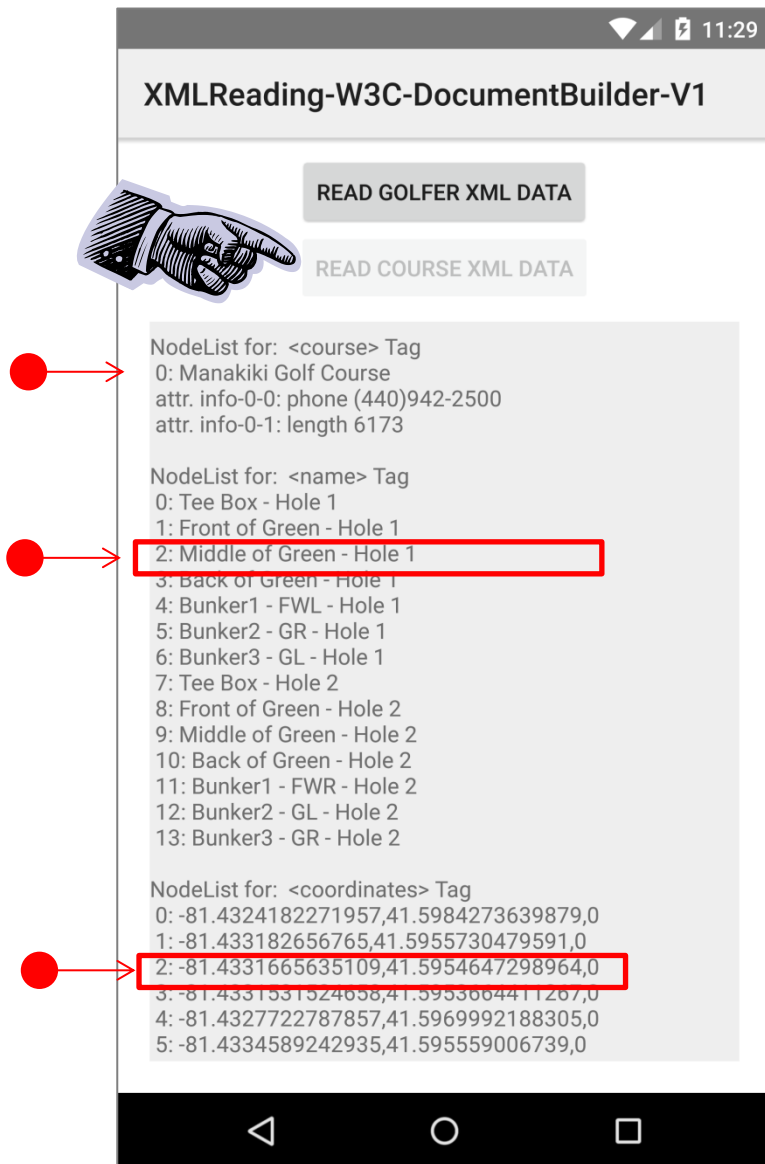 11:29
XMLReading-W3C-DocumentBuilder-V1
READ GOLFER XML DATA
READ COURSE XML DATA
NodeList for: <course> Tag
0: Manakiki Golf Course
attr. info-0-0: phone (440)942-2500
attr. info-0-1: length 6173
NodeList for: <name> Tag
0: Tee Box - Hole 1
1: Front of Green - Hole 1
2: Middle of Green - Hole 1
3: Back of Green - Hole 1
4: Bunker1 - FWL - Hole 1
5: Bunker2 - GR - Hole 1
6: Bunker3 - GL - Hole 1
7: Tee Box - Hole 2
8: Front of Green - Hole 2
9: Middle of Green - Hole 2
10: Back of Green - Hole 2
11: Bunker1 - FWR - Hole 2
12: Bunker2 - GL - Hole 2
13: Bunker3 - GR - Hole 2
NodeList for: <coordinates> Tag
0: -81.4324182271957,41.5984273639879,0
1: -81.433182656765,41.5955730479591,0
2: -81.4331665635109,41.5954647298964,0
3: -81.4331531524658,41.5953664411267,0
4: -81.4327722787857,41.5969992188305,0
5: -81.4334589242935,41.595559006739,0